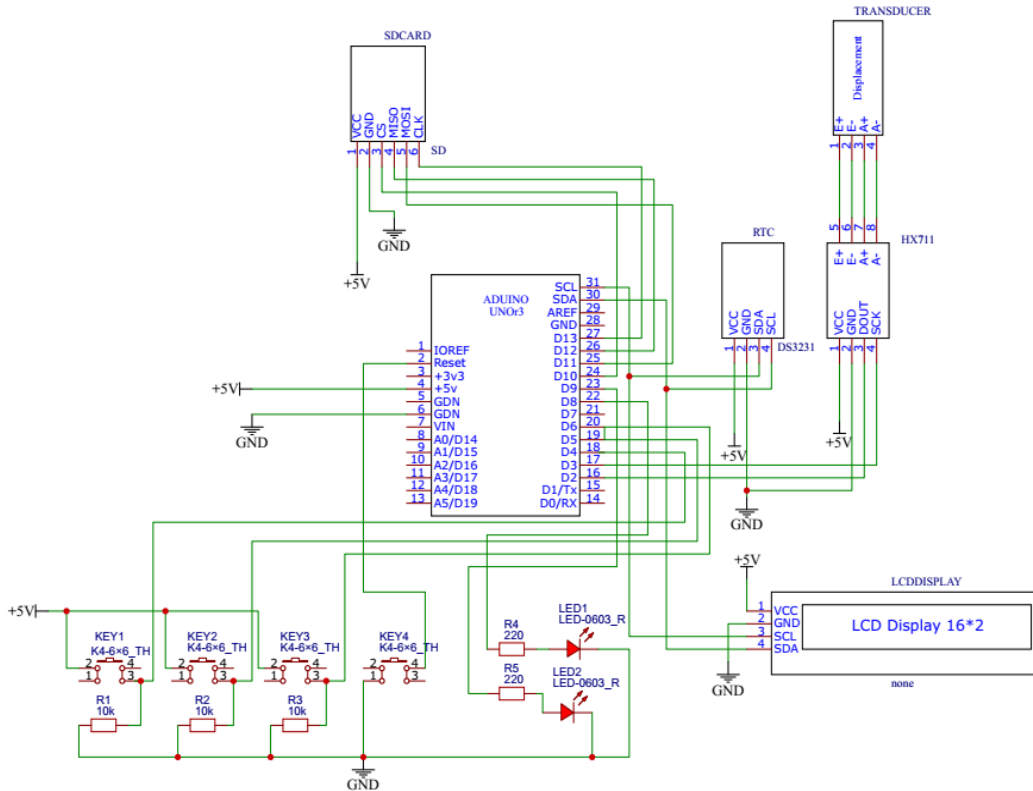 TRANSDUCER
Displacement
E+
E-
A+
A-
1
2
3
4
SDCARD
VCC
GND
CS
MISO
MOSI
CLK
1
2
3
4
5
6
SD
GND
+5V
RTC
VCC
GND
SDA
SCL
1
2
3
4
DS3231
+5V
GND
5
6
7
8
HX711
E+
E-
A+
A-
VCC
GND
DOUT
SCK
1
2
3
4
+5V
ADUINO
UNOr3
1 IOREF
2 Reset
3 +3v3
4 +5v
5 GDN
6 GDN
7 VIN
8 A0/D14
9 A1/D15
10 A2/D16
11 A3/D17
12 A4/D18
13 A5/D19
SCL 31
SDA 30
AREF 29
GND 28
D13 27
D12 26
D11 25
D10 24
D9 23
D8 22
D7 21
D6 20
D5 19
D4 18
D3 17
D2 16
D1/Tx 15
D0/RX 14
+5V
GND
+5V
LCDDISPLAY
1 VCC
2 GND
3 SCL
4 SDA
LCD Display 16*2
none
GND
+5V
KEY1
K4-6×6_TH
2 4
1 3
R1
10k
KEY2
K4-6×6_TH
2 4
1 3
R2
10k
KEY3
K4-6×6_TH
2 4
1 3
R3
10k
KEY4
K4-6×6_TH
2 4
1 3
GND
R4
220
LED1
LED-0603_R
R5
220
LED2
LED-0603_R